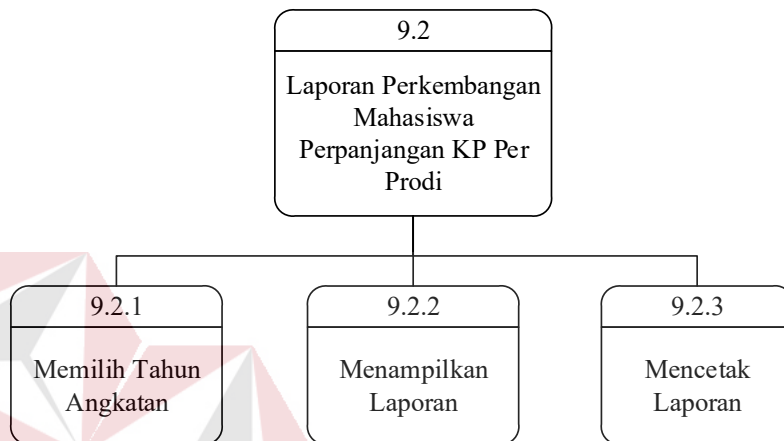 9.2
Laporan Perkembangan
Mahasiswa
Perpanjangan KP Per
Prodi
9.2.1
Memilih Tahun
Angkatan
9.2.2
Menampilkan
Laporan
9.2.3
Mencetak
Laporan